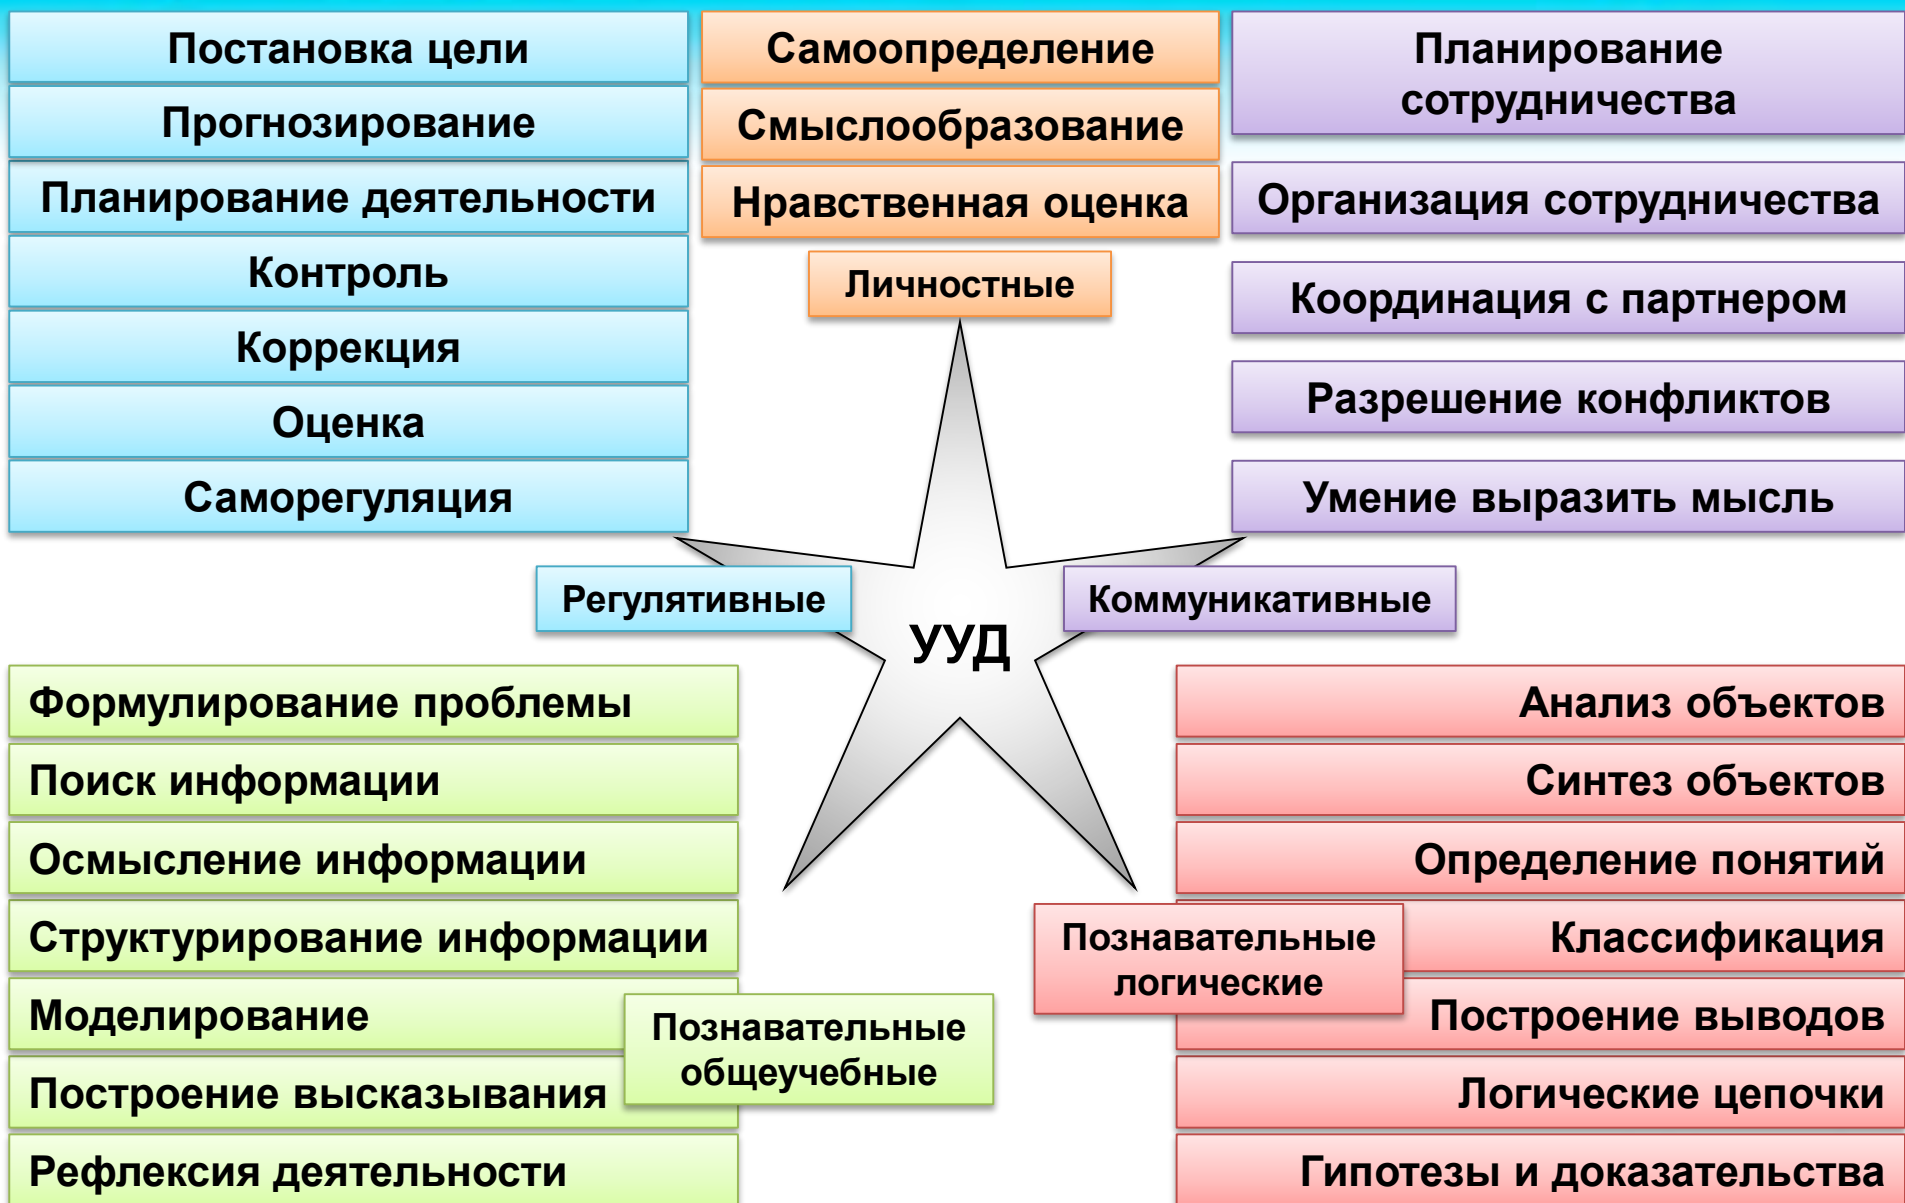 Постановка цели
Прогнозирование
Планирование деятельности
Контроль
Коррекция
Оценка
Саморегуляция
Регулятивные
Самоопределение
Смыслообразование
Нравственная оценка
Личностные
Планирование
сотрудничества
Организация сотрудничества
Координация с партнером
Разрешение конфликтов
Умение выразить мысль
Коммуникативные
УУД
Формулирование проблемы
Поиск информации
Осмысление информации
Структурирование информации
Моделирование
Построение высказывания
Рефлексия деятельности
Познавательные
общеучебные
Анализ объектов
Синтез объектов
Определение понятий
Классификация
Построение выводов
Логические цепочки
Гипотезы и доказательства
Познавательные
логические